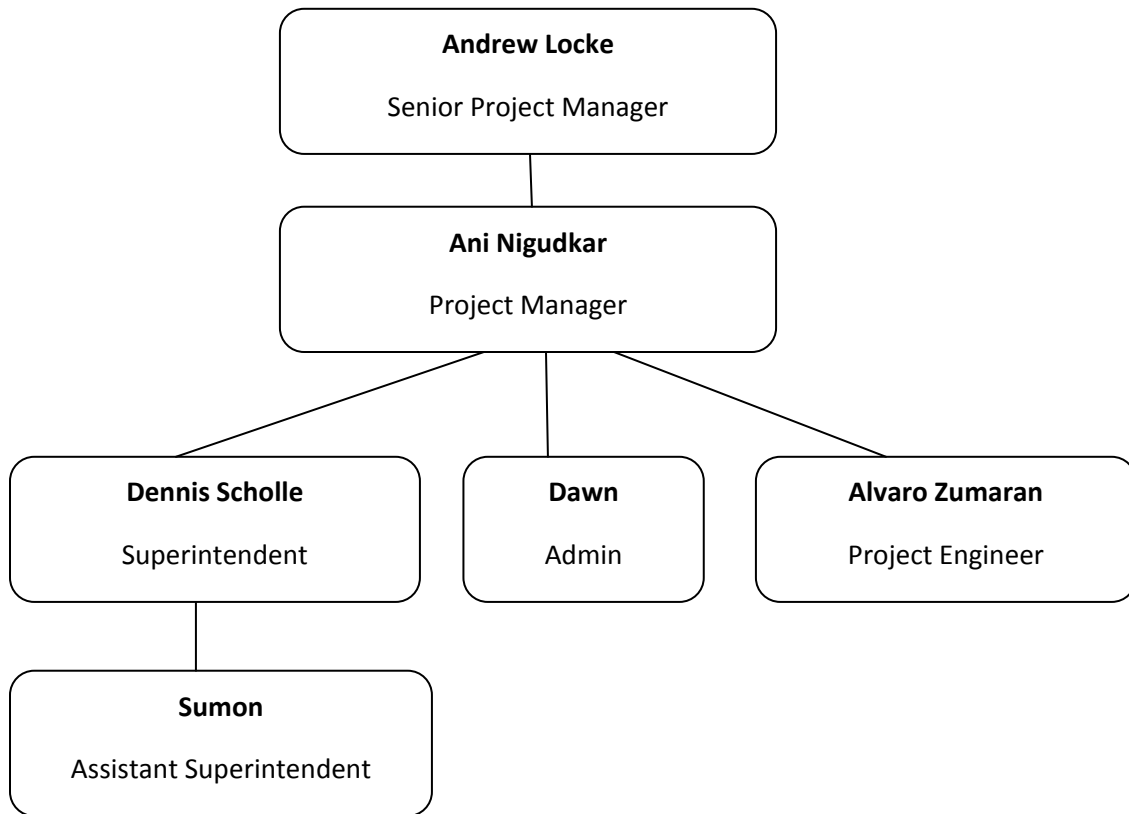 Andrew Locke
Senior Project Manager
Ani Nigudkar
Project Manager
Dennis Scholle
Superintendent
Dawn
Admin
Alvaro Zumaran
Project Engineer
Sumon
Assistant Superintendent